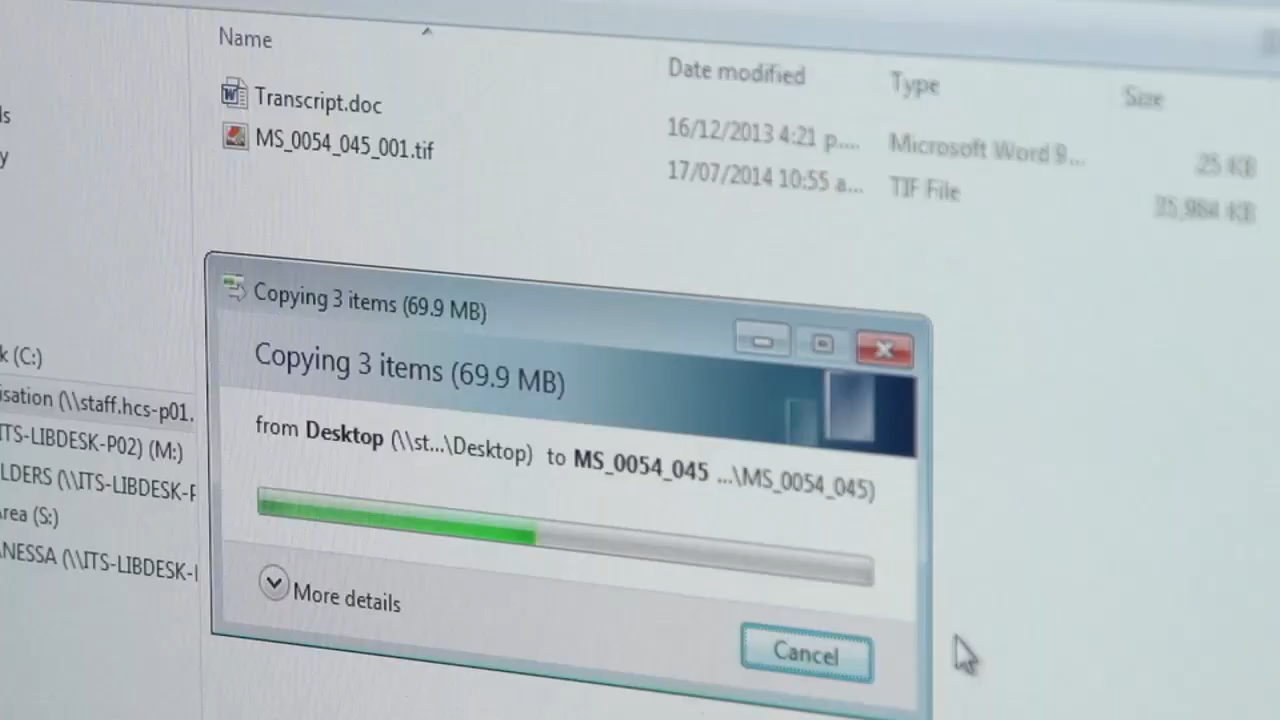 Name Date modified Type Size
Transcript.doc 16/12/2013 4:21 p.... Microsoft Word 9... 25 KB
MS_0054_045_001.tif 17/07/2014 10:55 a... TIF File KB
ls
y
k (C:)
isation (\\staff.hcs-p01.
ITS-LIBDESK-P02) (M:)
LDERS (\\ITS-LIBDESK-P
rea (S:)
ANESSA (\\ITS-LIBDESK-
Copying 3 items (69.9 MB)
Copying 3 items (69.9 MB)
from Desktop (\\st...\Desktop) to MS_0054_045 ...\MS_0054_045)
More details
Cancel